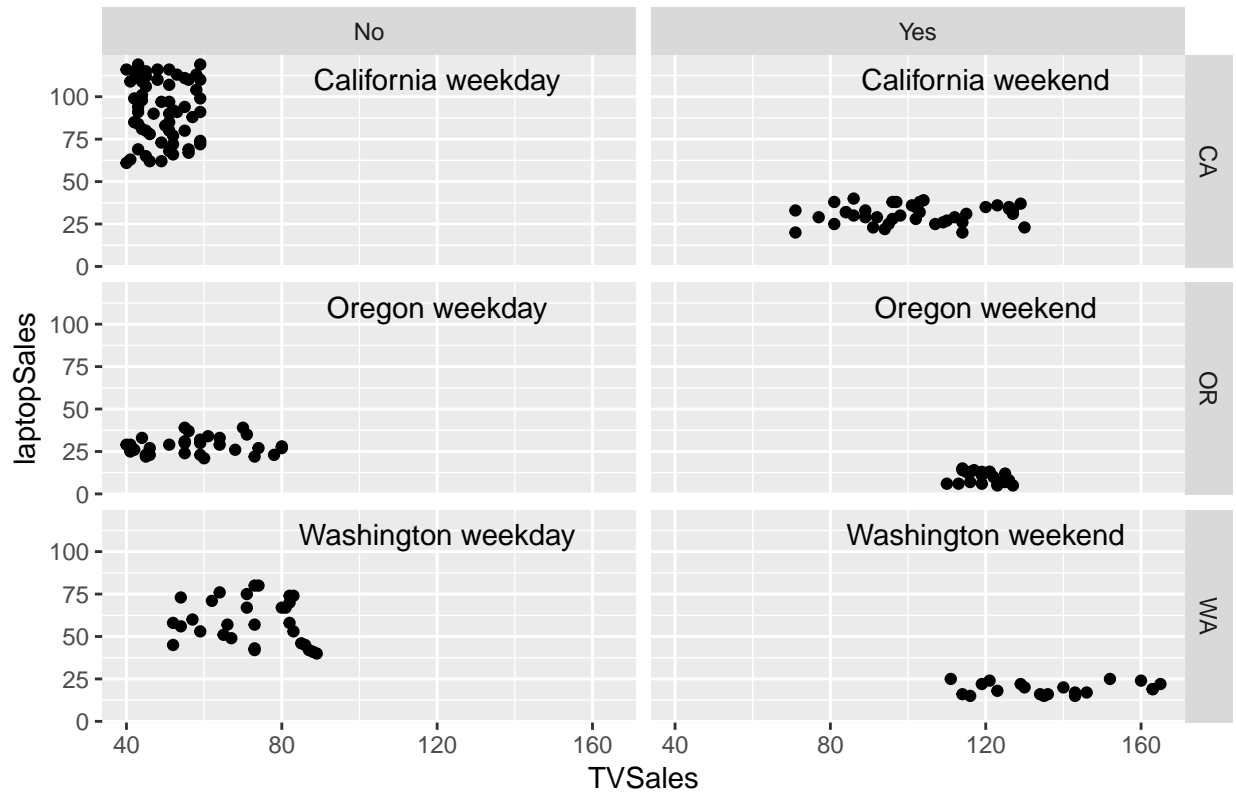 No
Yes
California weekday
California weekend
CA
100
75
50
25
0
Oregon weekday
Oregon weekend
OR
100
75
50
25
0
laptopSales
Washington weekday
Washington weekend
WA
100
75
50
25
0
40 80 120 160
40 80 120 160
TVSales